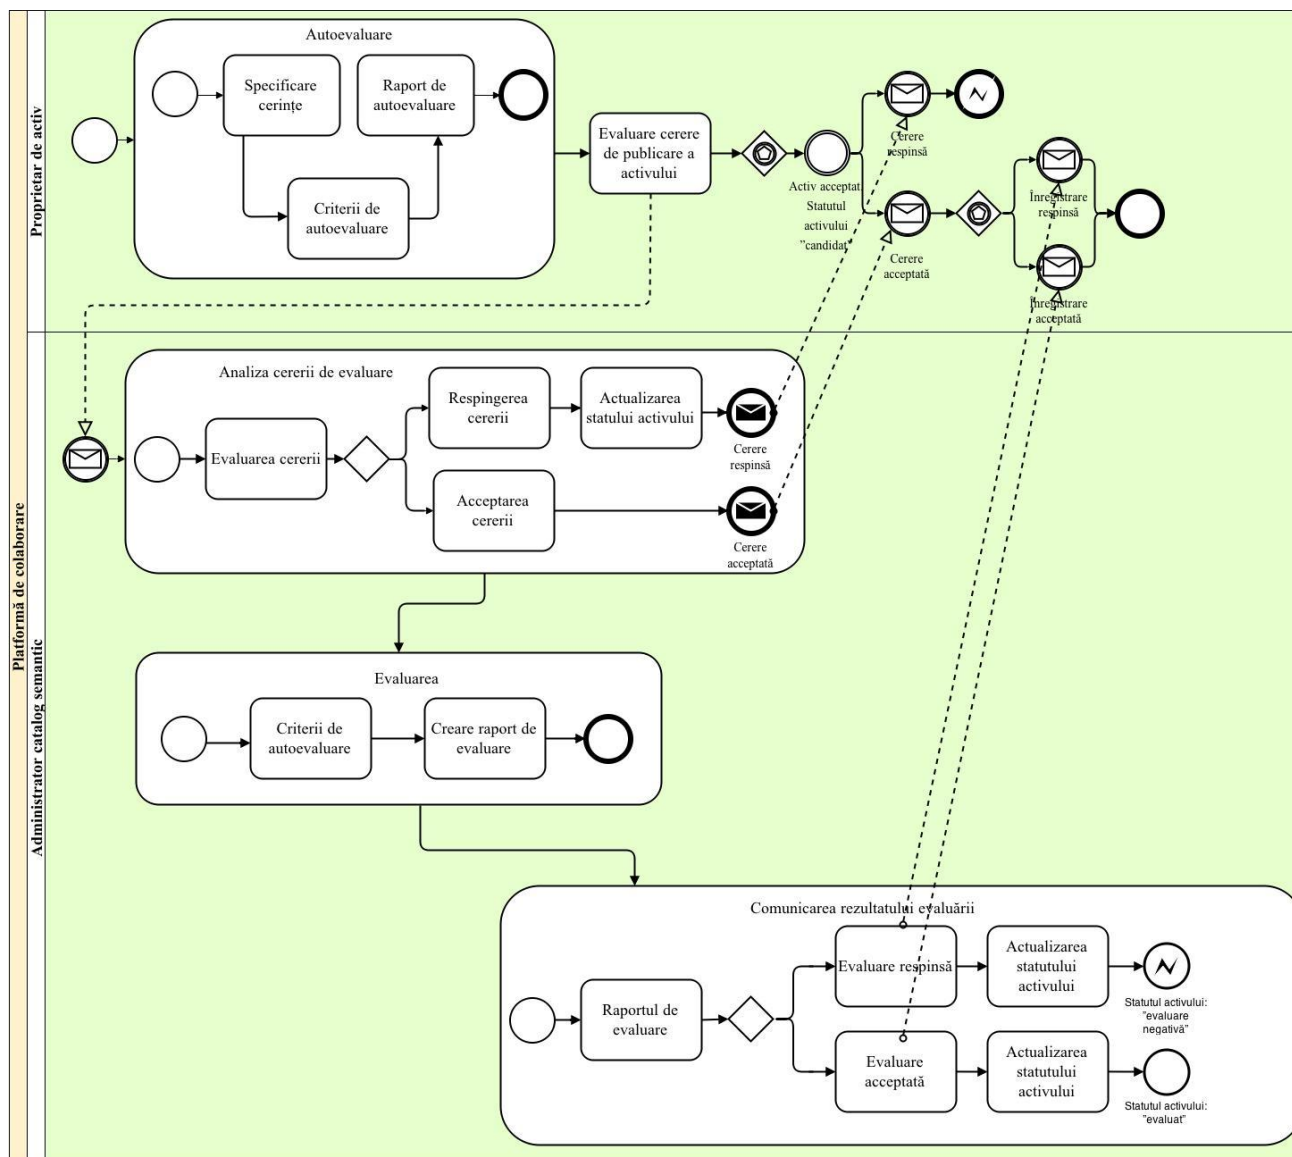 Platformă de colaborare
Proprietar de activ
Autoevaluare
Specificare
cerințe
Raport de
autoevaluare
Criterii de
autoevaluare
Evaluare cerere
de publicare a
activului
Activ acceptat.
Statutul
activului
"candidat"
Cerere
respinsă
Cerere
acceptată
Înregistrare
respinsă
Înregistrare
acceptată
Administrator catalog semantic
Analiza cererii de evaluare
Evaluarea cererii
Respingerea
cererii
Actualizarea
statului activului
Cerere
respinsă
Acceptarea
cererii
Cerere
acceptată
Evaluarea
Criterii de
autoevaluare
Creare raport de
evaluare
Comunicarea rezultatului evaluării
Raportul de
evaluare
Evaluare respinsă
Actualizarea
statutului
activului
Statutul activului:
"evaluare
negativă"
Evaluare
acceptată
Actualizarea
statutului
activului
Statutul activului:
"evaluat"